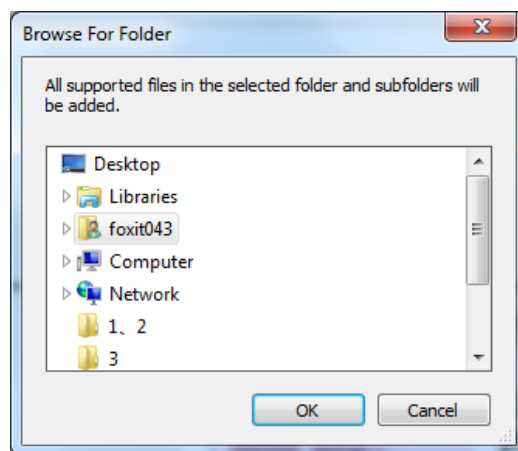 Browse For Folder
All supported files in the selected folder and subfolders will
be added.
Desktop
Libraries
foxit043
Computer
Network
1、2
3
OK Cancel